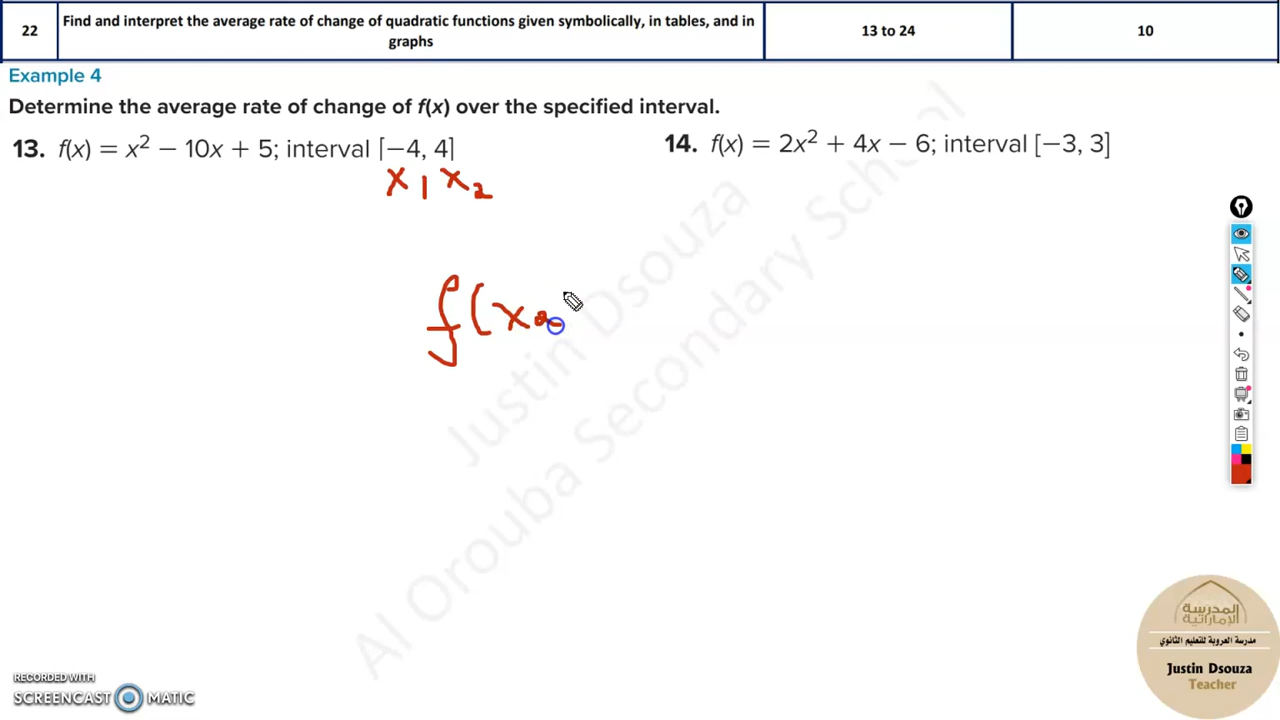 22
Find and interpret the average rate of change of quadratic functions given symbolically, in tables, and in
graphs
13 to 24
10
Example 4
Determine the average rate of change of f(x) over the specified interval.
13. f(x) = x² − 10x + 5; interval [−4, 4]
14. f(x) = 2x² + 4x − 6; interval [−3, 3]
x₁ x₂
f(x₂
Justin Dsouza
Al Orouba Secondary School
المدرسة
الإماراتية
مدرسة العروبة للتعليم الثانوي
Justin Dsouza
Teacher
RECORDED WITH
SCREENCAST MATIC